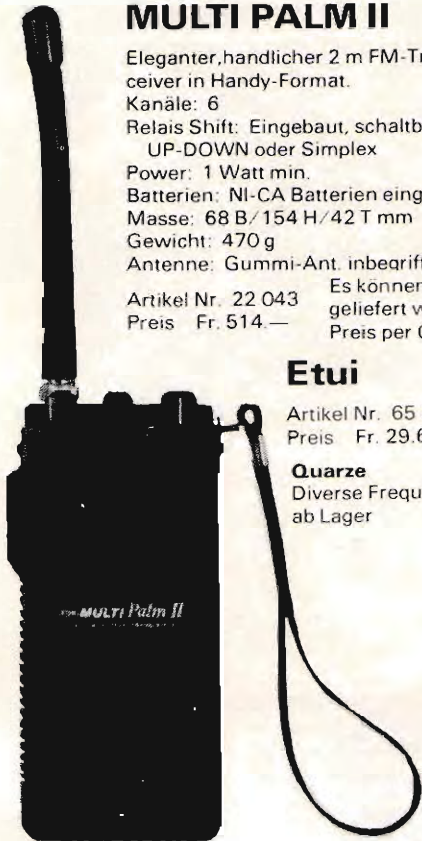 MULTI PALM II
Eleganter,handlicher 2 m FM-Tr
ceiver in Handy-Format.
Kanäle: 6
Relais Shift: Eingebaut, schaltb
UP-DOWN oder Simplex
Power: 1 Watt min.
Batterien: NI-CA Batterien eing
Masse: 68 B/154 H/42 T mm
Gewicht: 470 g
Antenne: Gummi-Ant. inbegriff
Artikel Nr. 22 043
Preis Fr. 514.—
Es können
geliefert w
Preis per
Etui
Artikel Nr. 65
Preis Fr. 29.
Quarze
Diverse Frequ
ab Lager
MULTI Palm II